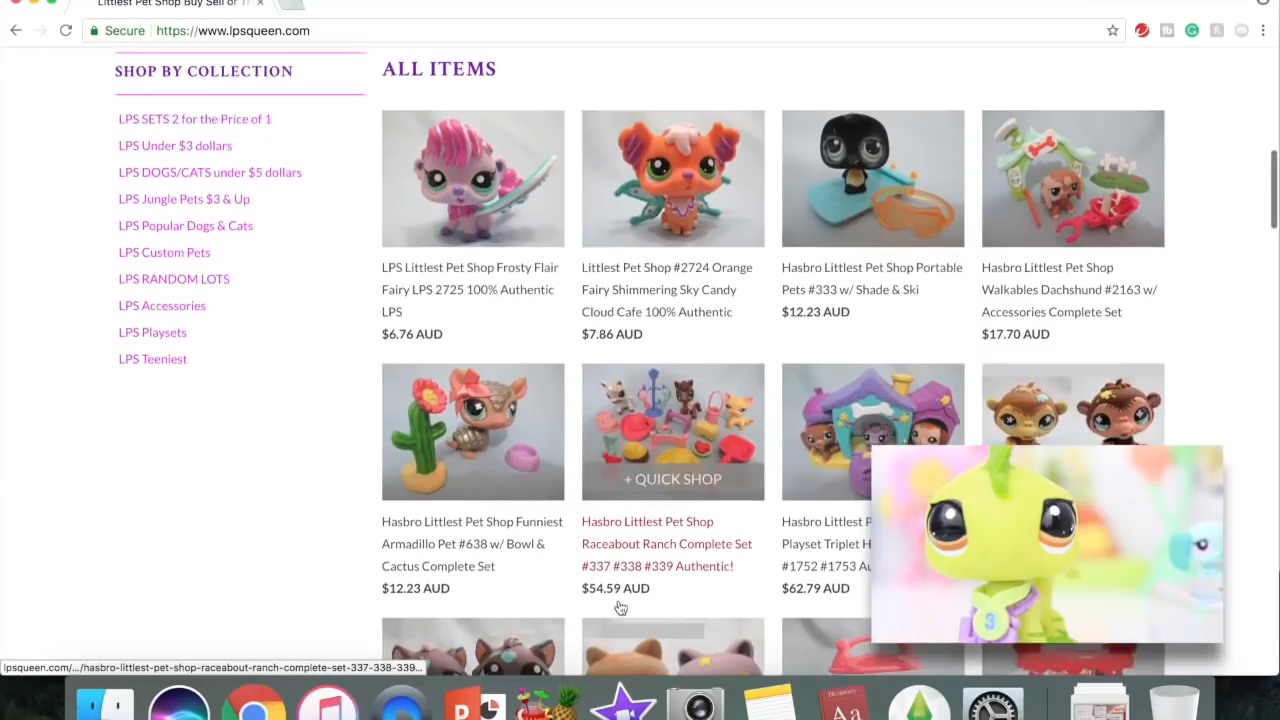 Littlest Pet Shop Buy Sell or Tr
Secure
https://www.lpsqueen.com
SHOP BY COLLECTION
LPS SETS 2 for the Price of 1
LPS Under $3 dollars
LPS DOGS/CATS under $5 dollars
LPS Jungle Pets $3 & Up
LPS Popular Dogs & Cats
LPS Custom Pets
LPS RANDOM LOTS
LPS Accessories
LPS Playsets
LPS Teeniest
ALL ITEMS
LPS Littlest Pet Shop Frosty Flair
Fairy LPS 2725 100% Authentic
LPS
$6.76 AUD
Littlest Pet Shop #2724 Orange
Fairy Shimmering Sky Candy
Cloud Cafe 100% Authentic
$7.86 AUD
Hasbro Littlest Pet Shop Portable
Pets #333 w/ Shade & Ski
$12.23 AUD
Hasbro Littlest Pet Shop
Walkables Dachshund #2163 w/
Accessories Complete Set
$17.70 AUD
Hasbro Littlest Pet Shop Funniest
Armadillo Pet #638 w/ Bowl &
Cactus Complete Set
$12.23 AUD
+ QUICK SHOP
Hasbro Littlest Pet Shop
Raceabout Ranch Complete Set
#337 #338 #339 Authentic!
$54.59 AUD
Hasbro Littlest P
Playset Triplet H
#1752 #1753 Au
$62.79 AUD
3
lpsqueen.com/.../hasbro-littlest-pet-shop-raceabout-ranch-complete-set-337-338-339...
P
Aa